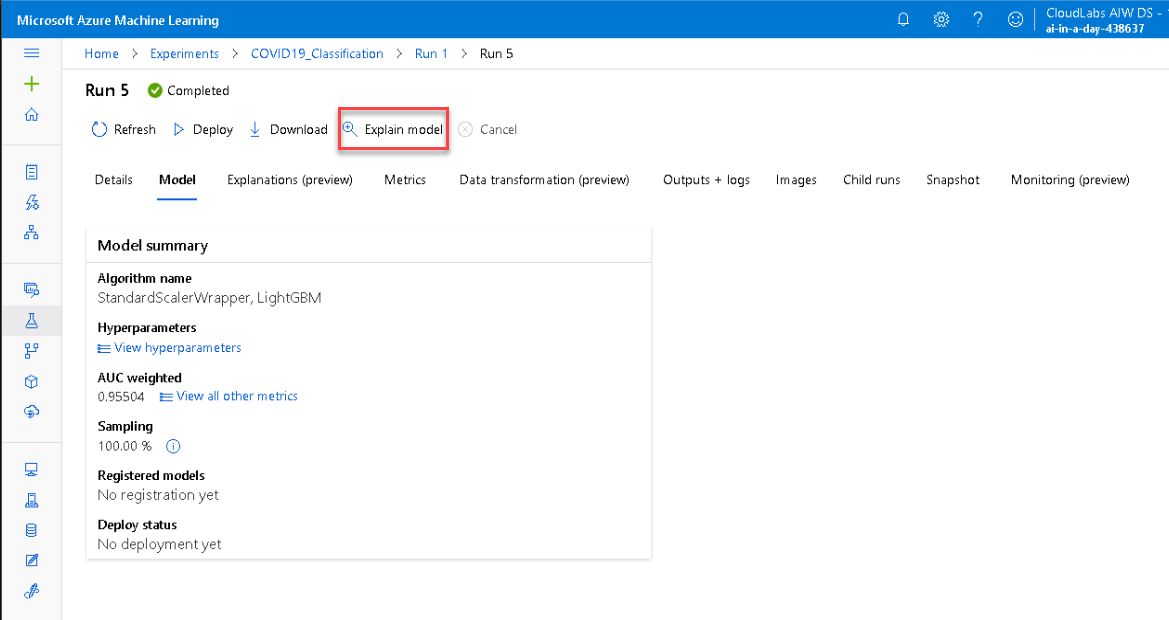 Microsoft Azure Machine Learning
CloudLabs AIW DS -
ai-in-a-day-438637
Home > Experiments > COVID19_Classification > Run 1 > Run 5
Run 5 Completed
Refresh Deploy Download Explain model Cancel
Details Model Explanations (preview) Metrics Data transformation (preview) Outputs + logs Images Child runs Snapshot Monitoring (preview)
Model summary
Algorithm name
StandardScalerWrapper, LightGBM
Hyperparameters
View hyperparameters
AUC weighted
0.95504 View all other metrics
Sampling
100.00 %
Registered models
No registration yet
Deploy status
No deployment yet